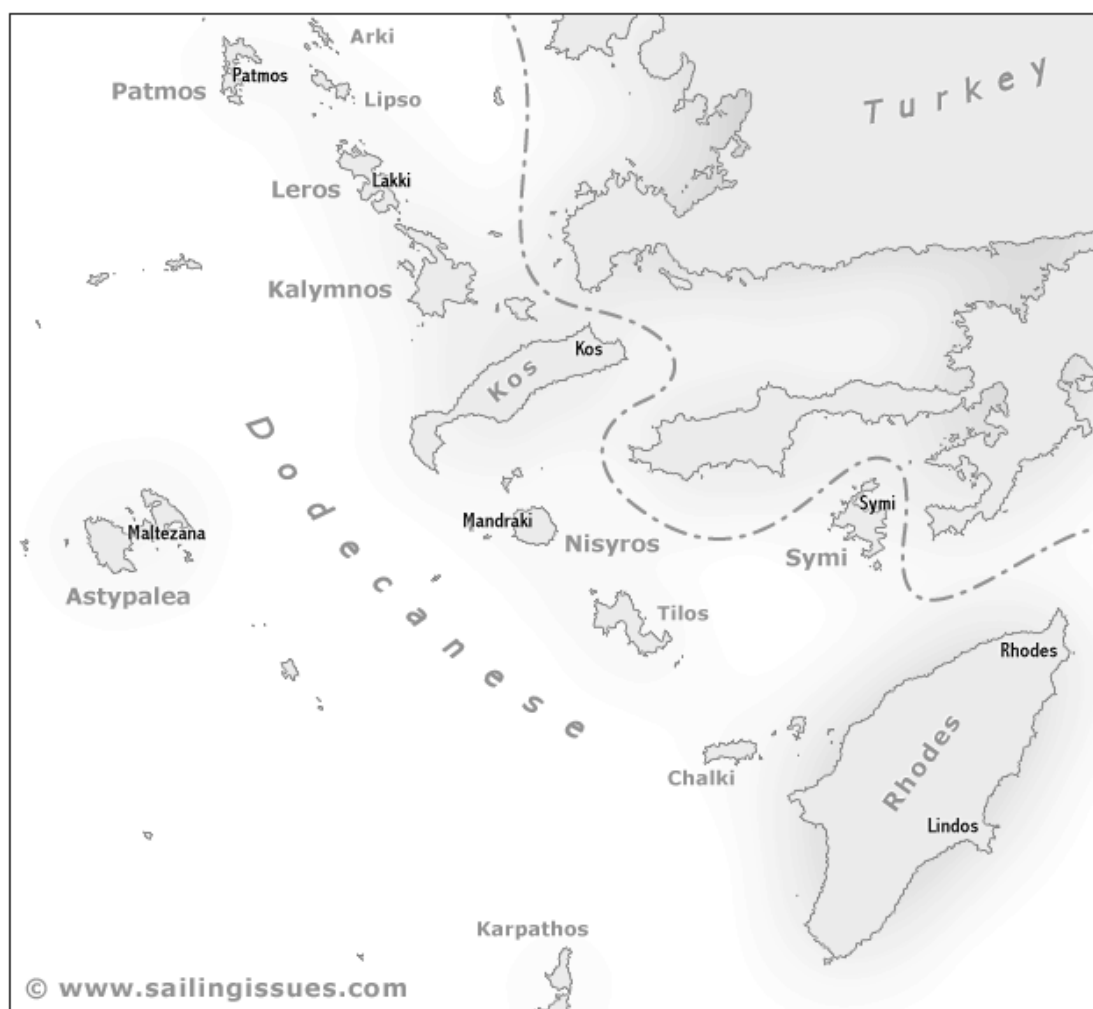 Arki
Patmos
Patmos
Lipso
Turkey
Lakki
Leros
Kalymnos
Kos
Kos
Dodecanese
Symi
Mandraki
Maltezana
Nisyros
Symi
Astypalea
Tilos
Rhodes
Rhodes
Chalki
Lindos
Karpathos
© www.sailingissues.com